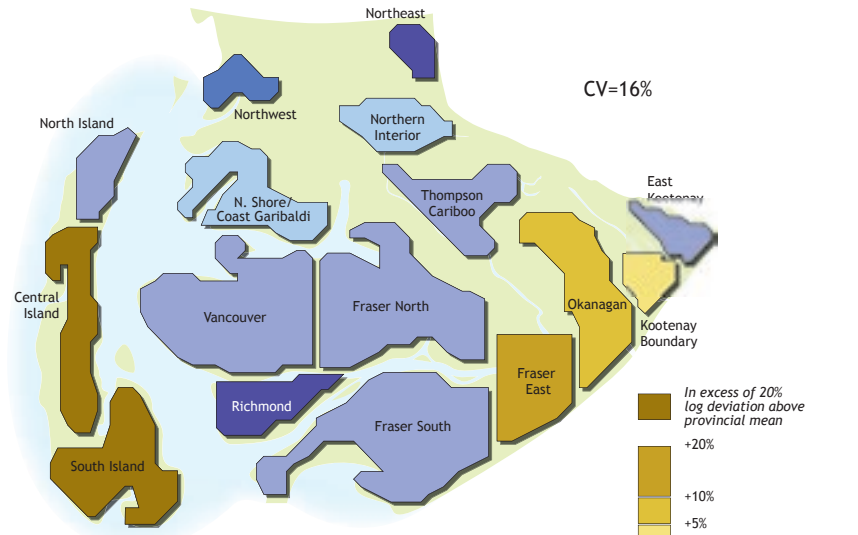 Northeast
CV=16%
Northwest
North Island
Northern
Interior
East
Kootenay
Thompson
Cariboo
N. Shore/
Coast Garibaldi
Central
Island
Vancouver
Fraser North
Okanagan
Kootenay
Boundary
Fraser
East
Richmond
Fraser South
South Island
In excess of 20%
log deviation above
provincial mean
+20%
+10%
+5%